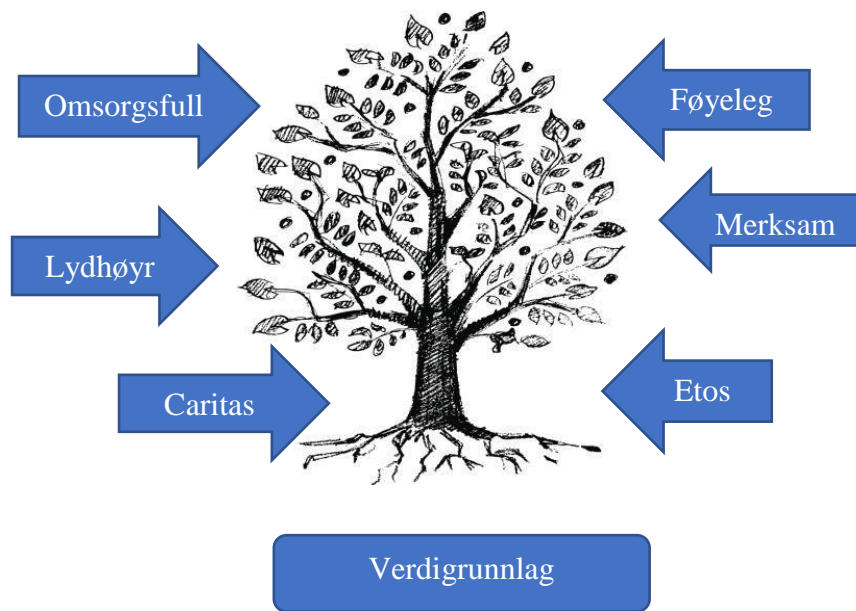 Omsorgsfull
Føyeleg
Merksam
Lydhøyr
Caritas
Etos
Verdigrunnlag